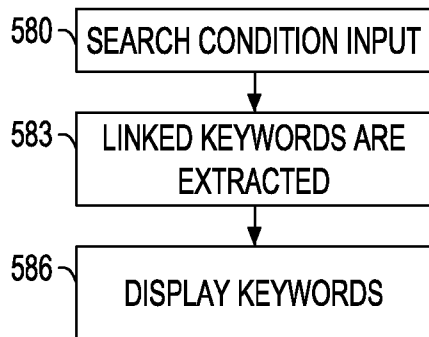 580 SEARCH CONDITION INPUT
583 LINKED KEYWORDS ARE
EXTRACTED
586 DISPLAY KEYWORDS